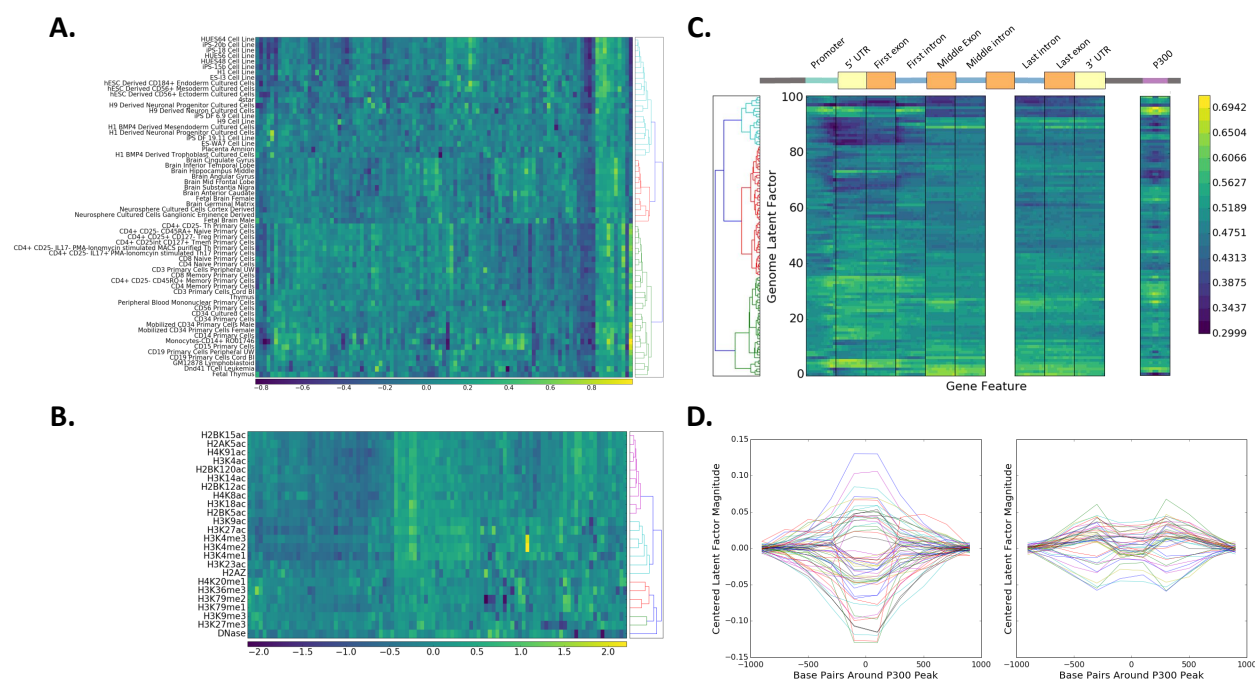 A.
HUES64 Cell Line
iPS-20b Cell Line
iPS-18 Cell Line
HUES6 Cell Line
HUES48 Cell Line
iPS-15b Cell Line
H1 Cell Line
ES-I3 Cell Line
hESC Derived CD184+ Endoderm Cultured Cells
hESC Derived CD56+ Mesoderm Cultured Cells
hESC Derived CD56+ Ectoderm Cultured Cells
4star
H9 Derived Neuronal Progenitor Cultured Cells
H9 Derived Neuron Cultured Cells
iPS DF 6.9 Cell Line
H9 Cell Line
H1 BMP4 Derived Mesendoderm Cultured Cells
H1 Derived Neuronal Progenitor Cultured Cells
iPS DF 19.11 Cell Line
ES-WA7 Cell Line
Placenta Amnion
H1 BMP4 Derived Trophoblast Cultured Cells
Brain Cingulate Gyrus
Brain Inferior Temporal Lobe
Brain Hippocampus Middle
Brain Angular Gyrus
Brain Mid Frontal Lobe
Brain Substantia Nigra
Brain Anterior Caudate
Fetal Brain Female
Brain Germinal Matrix
Neurosphere Cultured Cells Cortex Derived
Neurosphere Cultured Cells Ganglionic Eminence Derived
Fetal Brain Male
CD4+ CD25- Th Primary Cells
CD4+ CD25- CD45RA+ Naive Primary Cells
CD4+ CD25+ CD127- Treg Primary Cells
CD4+ CD25int CD127+ Tmem Primary Cells
CD4+ CD25- IL17- PMA-Ionomycin stimulated MACS purified Th Primary Cells
CD4+ CD25- IL17+ PMA-Ionomcyin stimulated Th17 Primary Cells
CD8 Naive Primary Cells
CD4 Naive Primary Cells
CD3 Primary Cells Peripheral UW
CD8 Memory Primary Cells
CD4+ CD25- CD45RO+ Memory Primary Cells
CD4 Memory Primary Cells
CD3 Primary Cells Cord BI
Thymus
Peripheral Blood Mononuclear Primary Cells
CD56 Primary Cells
CD34 Cultured Cells
CD34 Primary Cells
Mobilized CD34 Primary Cells Male
Mobilized CD34 Primary Cells Female
CD14 Primary Cells
Monocytes-CD14+ RO01746
CD15 Primary Cells
CD19 Primary Cells Peripheral UW
CD19 Primary Cells Cord BI
GM12878 Lymphoblastoid
Dnd41 TCell Leukemia
Fetal Thymus
−0.8 −0.6 −0.4 −0.2 0.0 0.2 0.4 0.6 0.8
B.
H2BK15ac
H2AK5ac
H4K91ac
H3K4ac
H2BK120ac
H3K14ac
H2BK12ac
H4K8ac
H3K18ac
H2BK5ac
H3K9ac
H3K27ac
H3K4me3
H3K4me2
H3K4me1
H3K23ac
H2AZ
H4K20me1
H3K36me3
H3K79me2
H3K79me1
H3K9me3
H3K27me3
DNase
−2.0 −1.5 −1.0 −0.5 0.0 0.5 1.0 1.5 2.0
C.
Promoter
5' UTR
First exon
First intron
Middle Exon
Middle intron
Last intron
Last exon
3' UTR
P300
Genome Latent Factor
100
80
60
40
20
0
Gene Feature
0.6942
0.6504
0.6066
0.5627
0.5189
0.4751
0.4313
0.3875
0.3437
0.2999
D.
Centered Latent Factor Magnitude
0.15
0.10
0.05
0.00
−0.05
−0.10
−0.15
−1000 −500 0 500 1000
Base Pairs Around P300 Peak
Centered Latent Factor Magnitude
−1000 −500 0 500 1000
Base Pairs Around P300 Peak